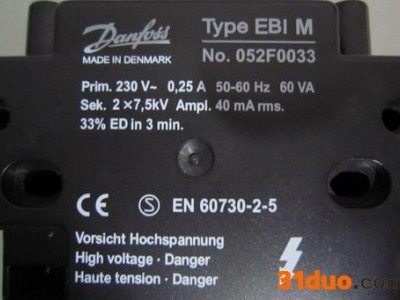 Danfoss
Type EBI M
MADE IN DENMARK
No. 052F0033
Prim. 230 V~ 0,25 A 50-60 Hz 60 VA
Sek. 2×7,5kV Ampl. 40 mA rms.
33% ED in 3 min.
CE S EN 60730-2-5
Vorsicht Hochspannung
High voltage · Danger
Haute tension · Danger
31duo.com